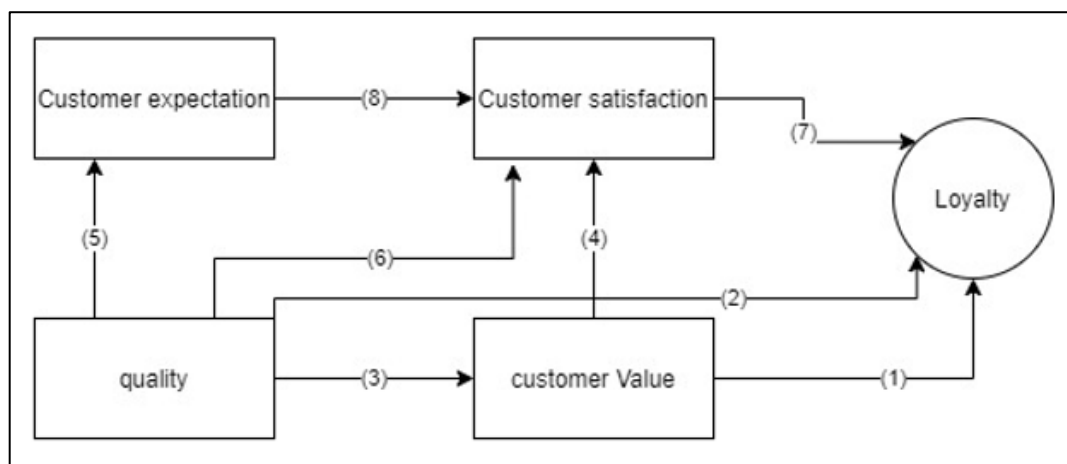 Customer expectation
(8)
Customer satisfaction
(7)
Loyalty
(5)
(6)
(4)
(2)
quality
(3)
customer Value
(1)